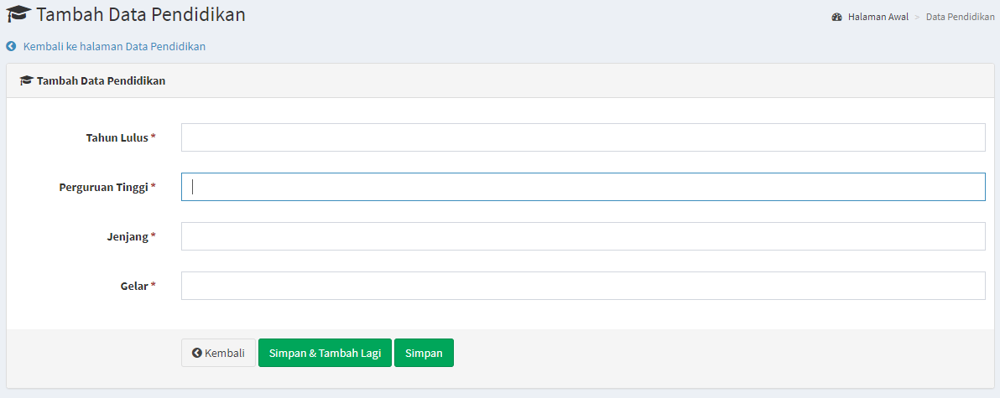 Tambah Data Pendidikan
Halaman Awal > Data Pendidikan
Kembali ke halaman Data Pendidikan
Tambah Data Pendidikan
Tahun Lulus *
Perguruan Tinggi *
Jenjang *
Gelar *
Kembali Simpan & Tambah Lagi Simpan